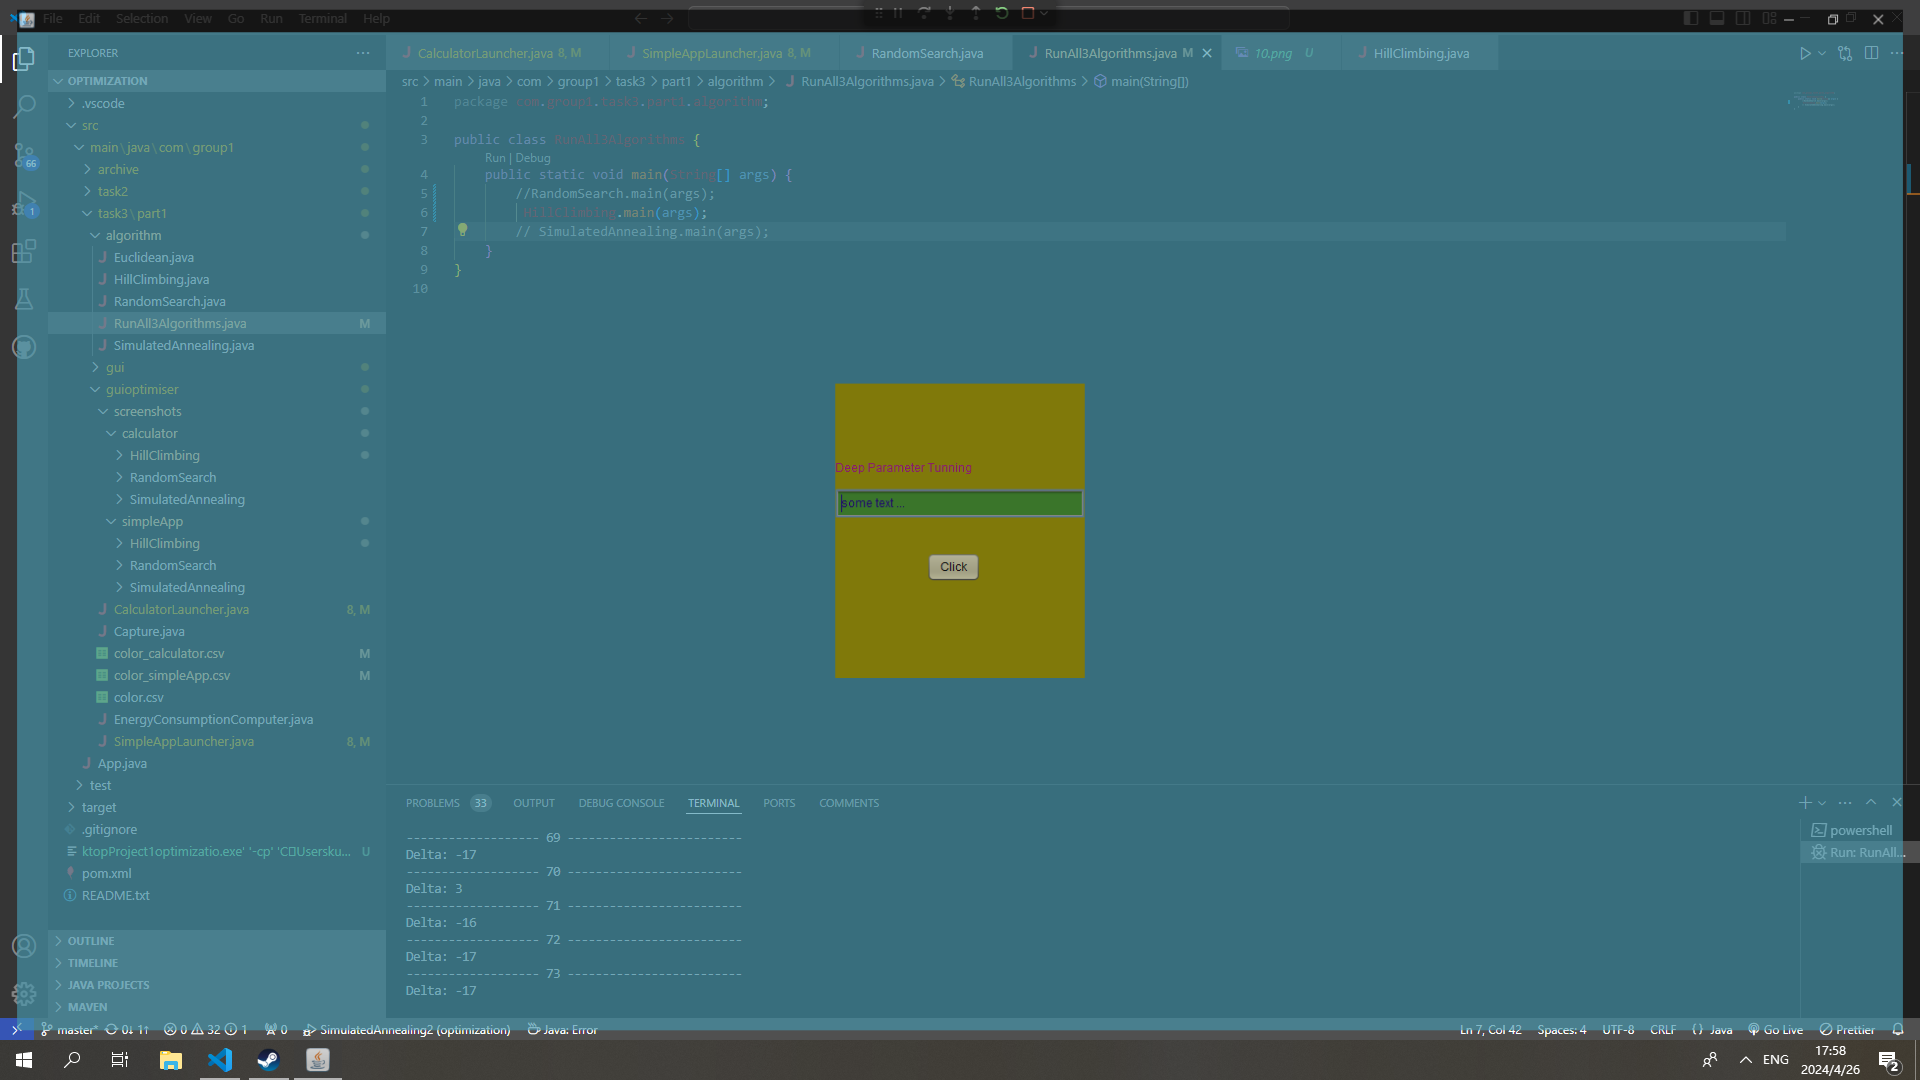 File Edit Selection View Go Run Terminal Help
EXPLORER
CalculatorLauncher.java 8, M
SimpleAppLauncher.java 8, M
RandomSearch.java
RunAll3Algorithms.java M
10.png U
HillClimbing.java
OPTIMIZATION
src > main > java > com > group1 > task3 > part1 > algorithm > RunAll3Algorithms.java > RunAll3Algorithms > main(String[])
.vscode
src
main\java\com\group1
archive
task2
task3\part1
algorithm
Euclidean.java
HillClimbing.java
RandomSearch.java
RunAll3Algorithms.java M
SimulatedAnnealing.java
gui
guioptimiser
screenshots
calculator
HillClimbing
RandomSearch
SimulatedAnnealing
simpleApp
HillClimbing
RandomSearch
SimulatedAnnealing
CalculatorLauncher.java 8, M
Capture.java
color_calculator.csv M
color_simpleApp.csv M
color.csv
EnergyConsumptionComputer.java
SimpleAppLauncher.java 8, M
App.java
test
target
.gitignore
ktopProject1optimizatio.exe' '-cp' 'C▯Usersku... U
pom.xml
README.txt
OUTLINE
TIMELINE
JAVA PROJECTS
MAVEN
66
1
1 package com.group1.task3.part1.algorithm;
2
3 public class RunAll3Algorithms {
Run | Debug
4 public static void main(String[] args) {
5 //RandomSearch.main(args);
6 HillClimbing.main(args);
7 // SimulatedAnnealing.main(args);
8 }
9 }
10
Deep Parameter Tunning
some text ...
Click
PROBLEMS 33 OUTPUT DEBUG CONSOLE TERMINAL PORTS COMMENTS
------------------- 69 -------------------------
Delta: -17
------------------- 70 -------------------------
Delta: 3
------------------- 71 -------------------------
Delta: -16
------------------- 72 -------------------------
Delta: -17
------------------- 73 -------------------------
Delta: -17
powershell
Run: RunAll...
master* 0↓ 1↑ 0 32 1 0 SimulatedAnnealing2 (optimization) Java: Error
Ln 7, Col 42 Spaces: 4 UTF-8 CRLF {} Java Go Live Prettier
ENG
17:58
2024/4/26
2